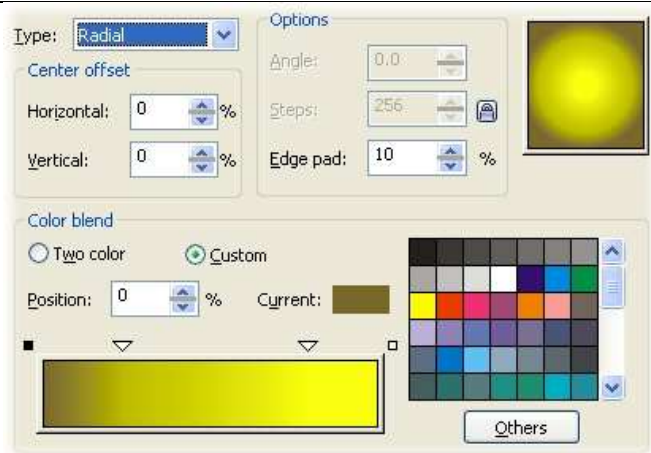 Type: Radial
Center offset
Horizontal: 0 %
Vertical: 0 %
Options
Angle: 0.0
Steps: 256
Edge pad: 10 %
Color blend
Two color Custom
Position: 0 % Current:
Others